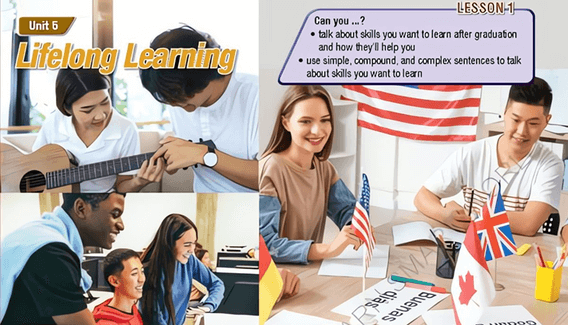 Unit 5
Lifelong Learning
LESSON 1
Can you ...?
• talk about skills you want to learn after graduation
and how they'll help you
• use simple, compound, and complex sentences to talk
about skills you want to learn
Buenas
días